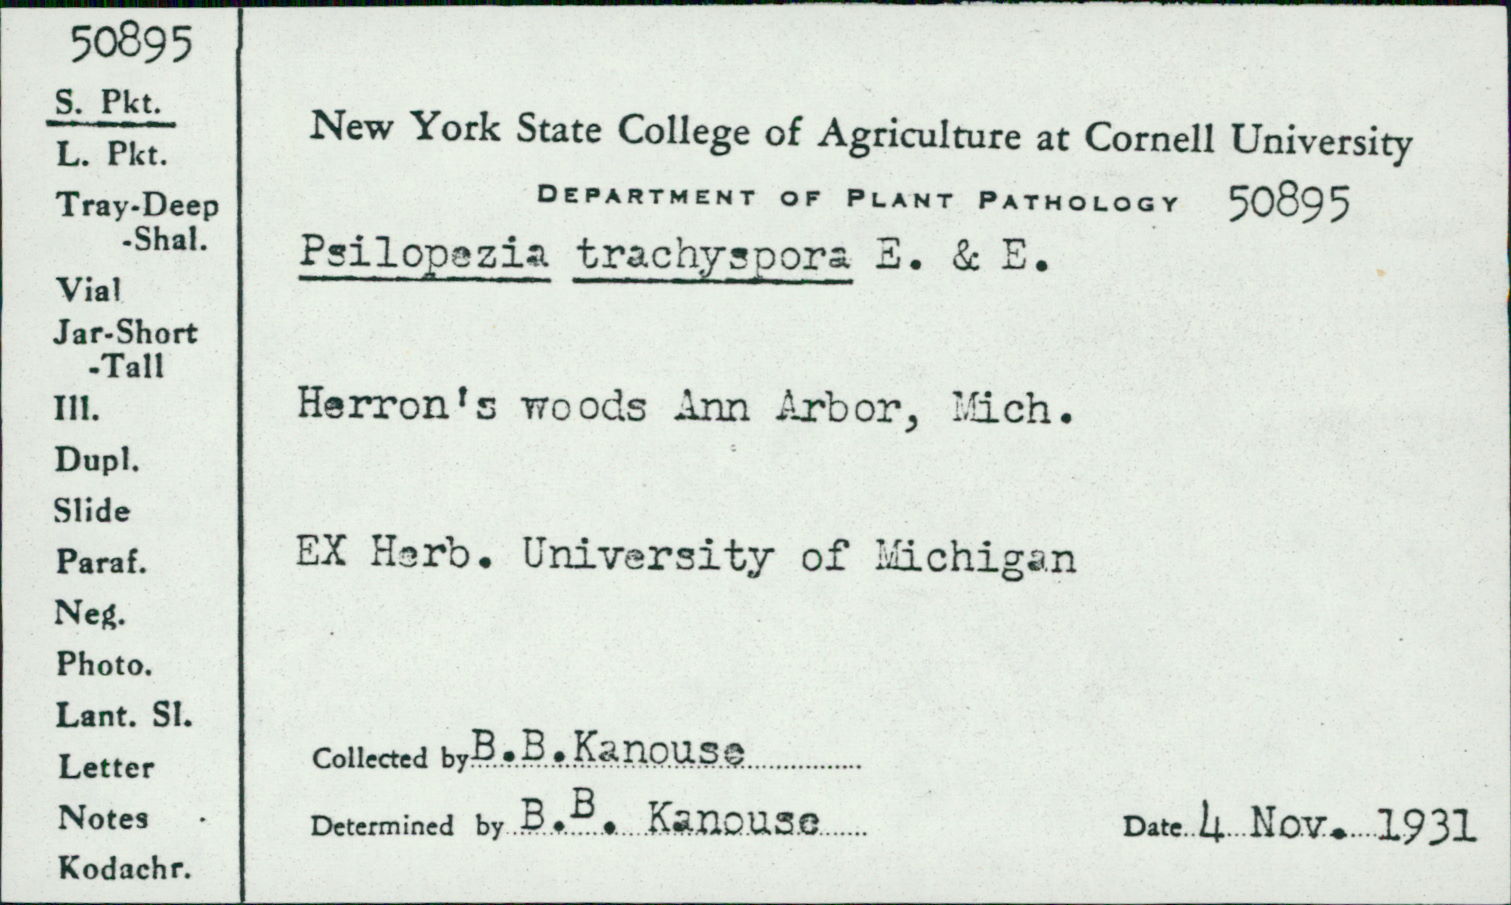 50895
S. Pkt.
L. Pkt.
Tray-Deep
-Shal.
Vial
Jar-Short
-Tall
Ill.
Dupl.
Slide
Paraf.
Neg.
Photo.
Lant. Sl.
Letter
Notes
Kodachr.
New York State College of Agriculture at Cornell University
DEPARTMENT OF PLANT PATHOLOGY 50895
Psilopezia trachyspora E. & E.
Herron's woods Ann Arbor, Mich.
EX Herb. University of Michigan
Collected by B.B.Kanouse
Determined by B.B. Kanouse Date 4 Nov. 1931